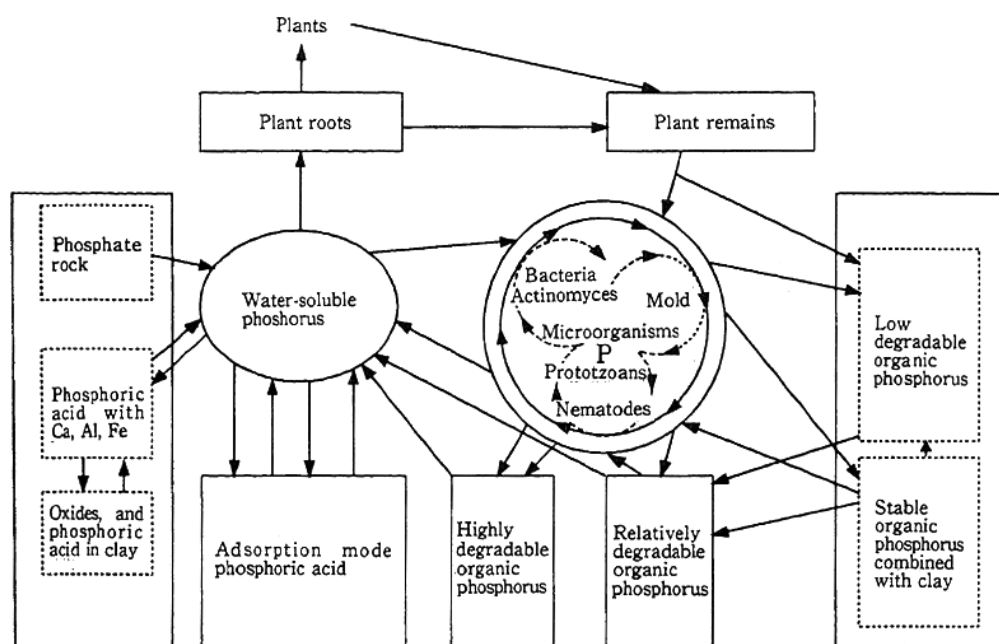 Plants
Plant roots
Plant remains
Phosphate
rock
Water-soluble
phoshorus
Bacteria
Actinomyces
Mold
Microorganisms
P
Prototzoans
Nematodes
Low
degradable
organic
phosphorus
Phosphoric
acid with
Ca, Al, Fe
Oxides, and
phosphoric
acid in clay
Adsorption mode
phosphoric acid
Highly
degradable
organic
phosphorus
Relatively
degradable
organic
phosphorus
Stable
organic
phosphorus
combined
with clay